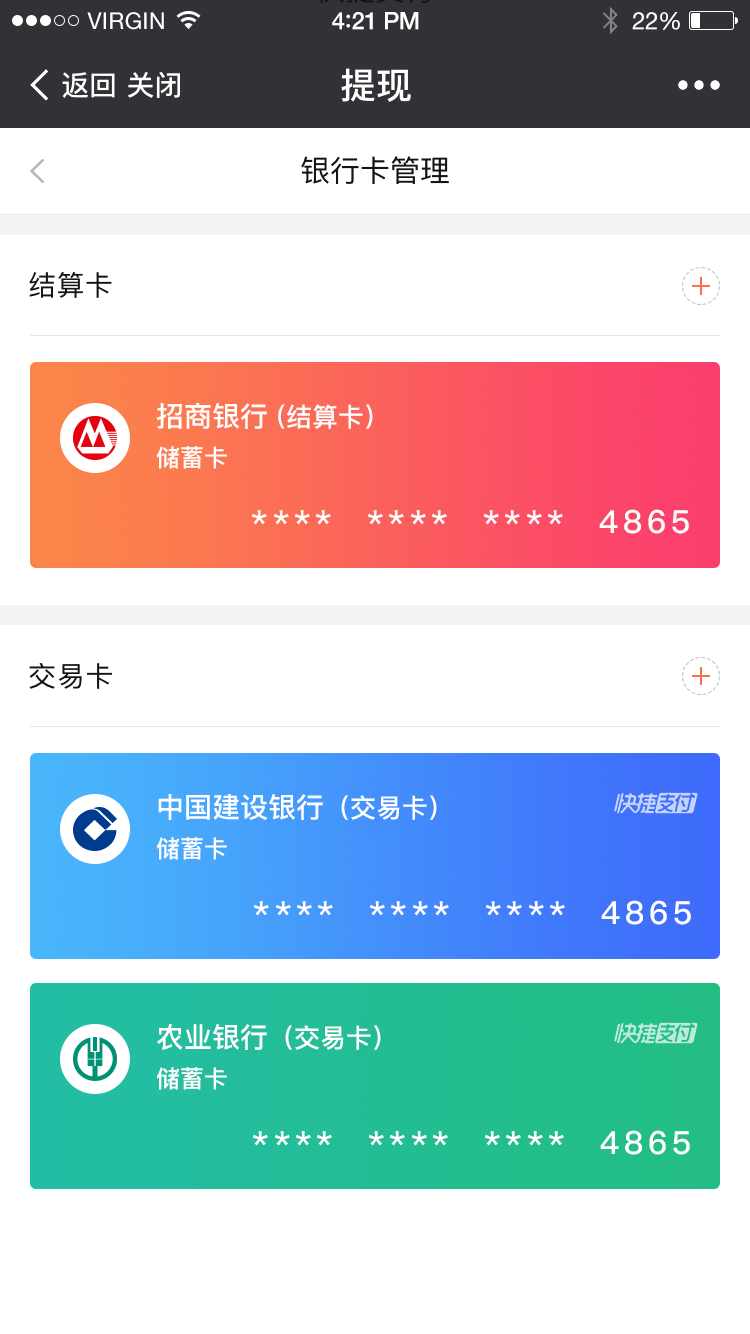 VIRGIN 4:21 PM 22%
返回 关闭 提现
银行卡管理
结算卡
招商银行 (结算卡)
储蓄卡
**** **** **** 4865
交易卡
中国建设银行（交易卡） 快捷支付
储蓄卡
**** **** **** 4865
农业银行（交易卡） 快捷支付
储蓄卡
**** **** **** 4865